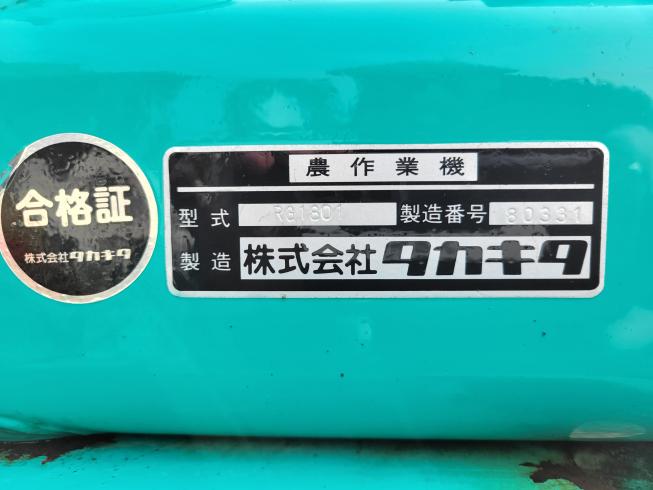 合格証
株式会社タカキタ
農作業機
型式 RG1801 製造番号 80331
製造 株式会社タカキタ